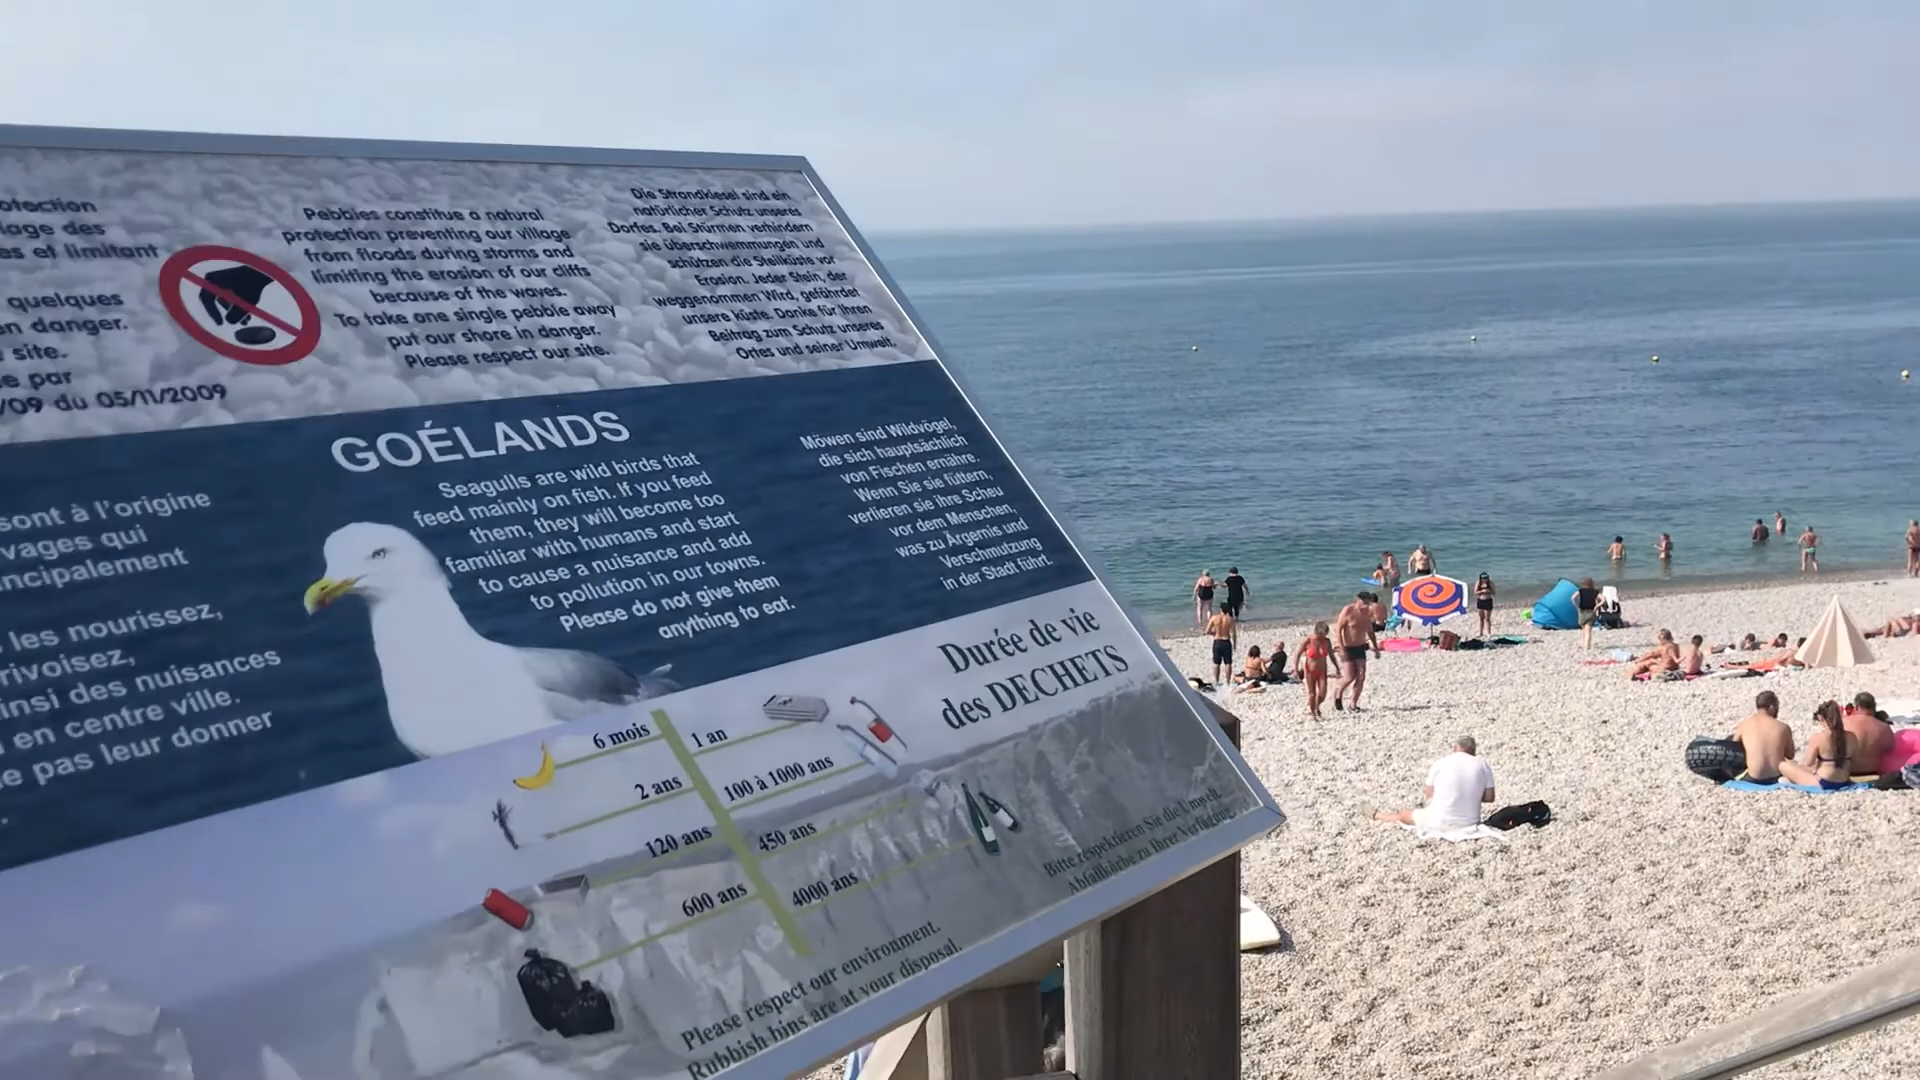 otection
lage des
es et limitant
quelques
en danger.
site.
e par
/09 du 05/11/2009
Pebbles constitue a natural
protection preventing our village
from floods during storms and
limiting the erosion of our cliffs
because of the waves.
To take one single pebble away
put our shore in danger.
Please respect our site.
Die Strandkiesel sind ein
natürlicher Schutz unseres
Dorfes. Bei Stürmen verhindern
sie überschwemmungen und
schützen die Steilküste vor
Erosion. Jeder Stein, der
weggenommen Wird, gefährdet
unsere küste. Danke für Ihren
Beitrag zum Schutz unseres
Ortes und seiner Umwelt.
GOÉLANDS
sont à l'origine
vages qui
ncipalement
les nourissez,
rivoisez,
insi des nuisances
en centre ville.
e pas leur donner
Seagulls are wild birds that
feed mainly on fish. If you feed
them, they will become too
familiar with humans and start
to cause a nuisance and add
to pollution in our towns.
Please do not give them
anything to eat.
Möwen sind Wildvögel,
die sich hauptsächlich
von Fischen ernähre.
Wenn Sie sie füttern,
verlieren sie ihre Scheu
vor dem Menschen,
was zu Ärgernis und
Verschmutzung
in der Stadt führt.
Durée de vie
des DECHETS
6 mois
1 an
2 ans
100 à 1000 ans
120 ans
450 ans
600 ans
4000 ans
Please respect our environment.
Rubbish bins are at your disposal.
Bitte respektieren Sie die Umwelt.
Abfallkörbe zu Ihrer Verfügung.